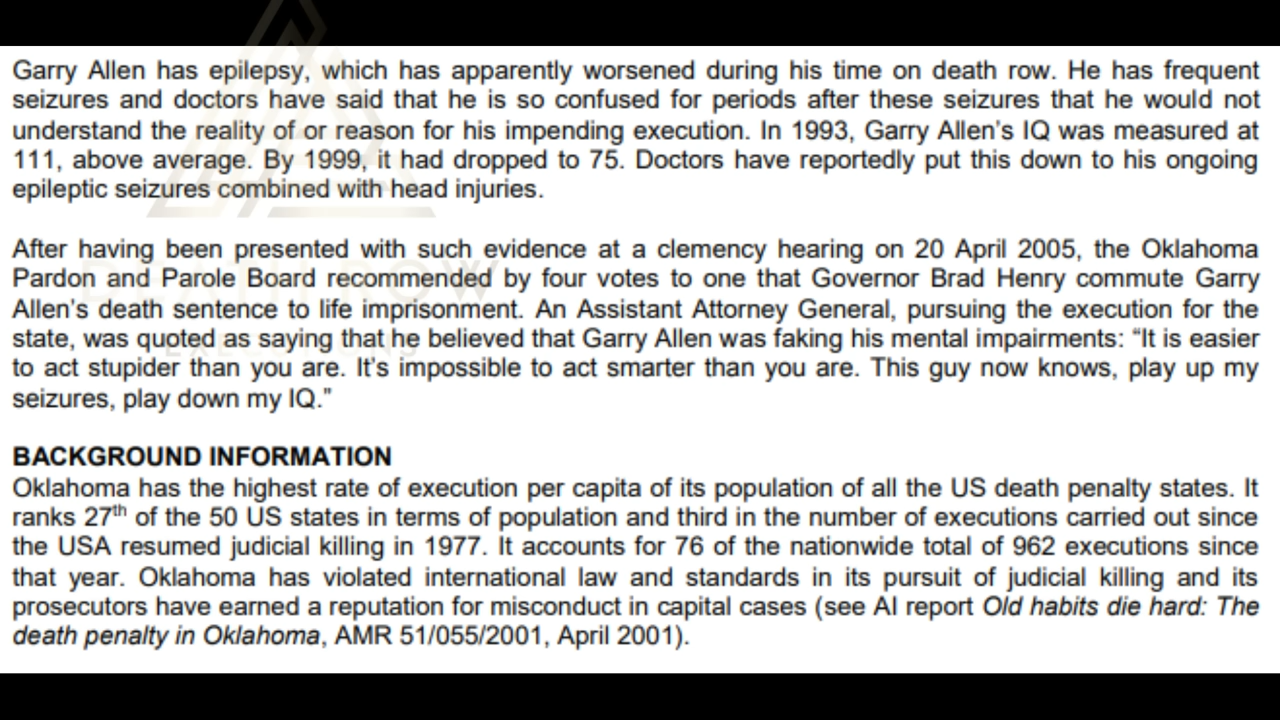 Garry Allen has epilepsy, which has apparently worsened during his time on death row. He has frequent
seizures and doctors have said that he is so confused for periods after these seizures that he would not
understand the reality of or reason for his impending execution. In 1993, Garry Allen’s IQ was measured at
111, above average. By 1999, it had dropped to 75. Doctors have reportedly put this down to his ongoing
epileptic seizures combined with head injuries.
After having been presented with such evidence at a clemency hearing on 20 April 2005, the Oklahoma
Pardon and Parole Board recommended by four votes to one that Governor Brad Henry commute Garry
Allen’s death sentence to life imprisonment. An Assistant Attorney General, pursuing the execution for the
state, was quoted as saying that he believed that Garry Allen was faking his mental impairments: “It is easier
to act stupider than you are. It’s impossible to act smarter than you are. This guy now knows, play up my
seizures, play down my IQ.”
BACKGROUND INFORMATION
Oklahoma has the highest rate of execution per capita of its population of all the US death penalty states. It
ranks 27th of the 50 US states in terms of population and third in the number of executions carried out since
the USA resumed judicial killing in 1977. It accounts for 76 of the nationwide total of 962 executions since
that year. Oklahoma has violated international law and standards in its pursuit of judicial killing and its
prosecutors have earned a reputation for misconduct in capital cases (see AI report Old habits die hard: The
death penalty in Oklahoma, AMR 51/055/2001, April 2001).
DEATH ROW
EXECUTIONS